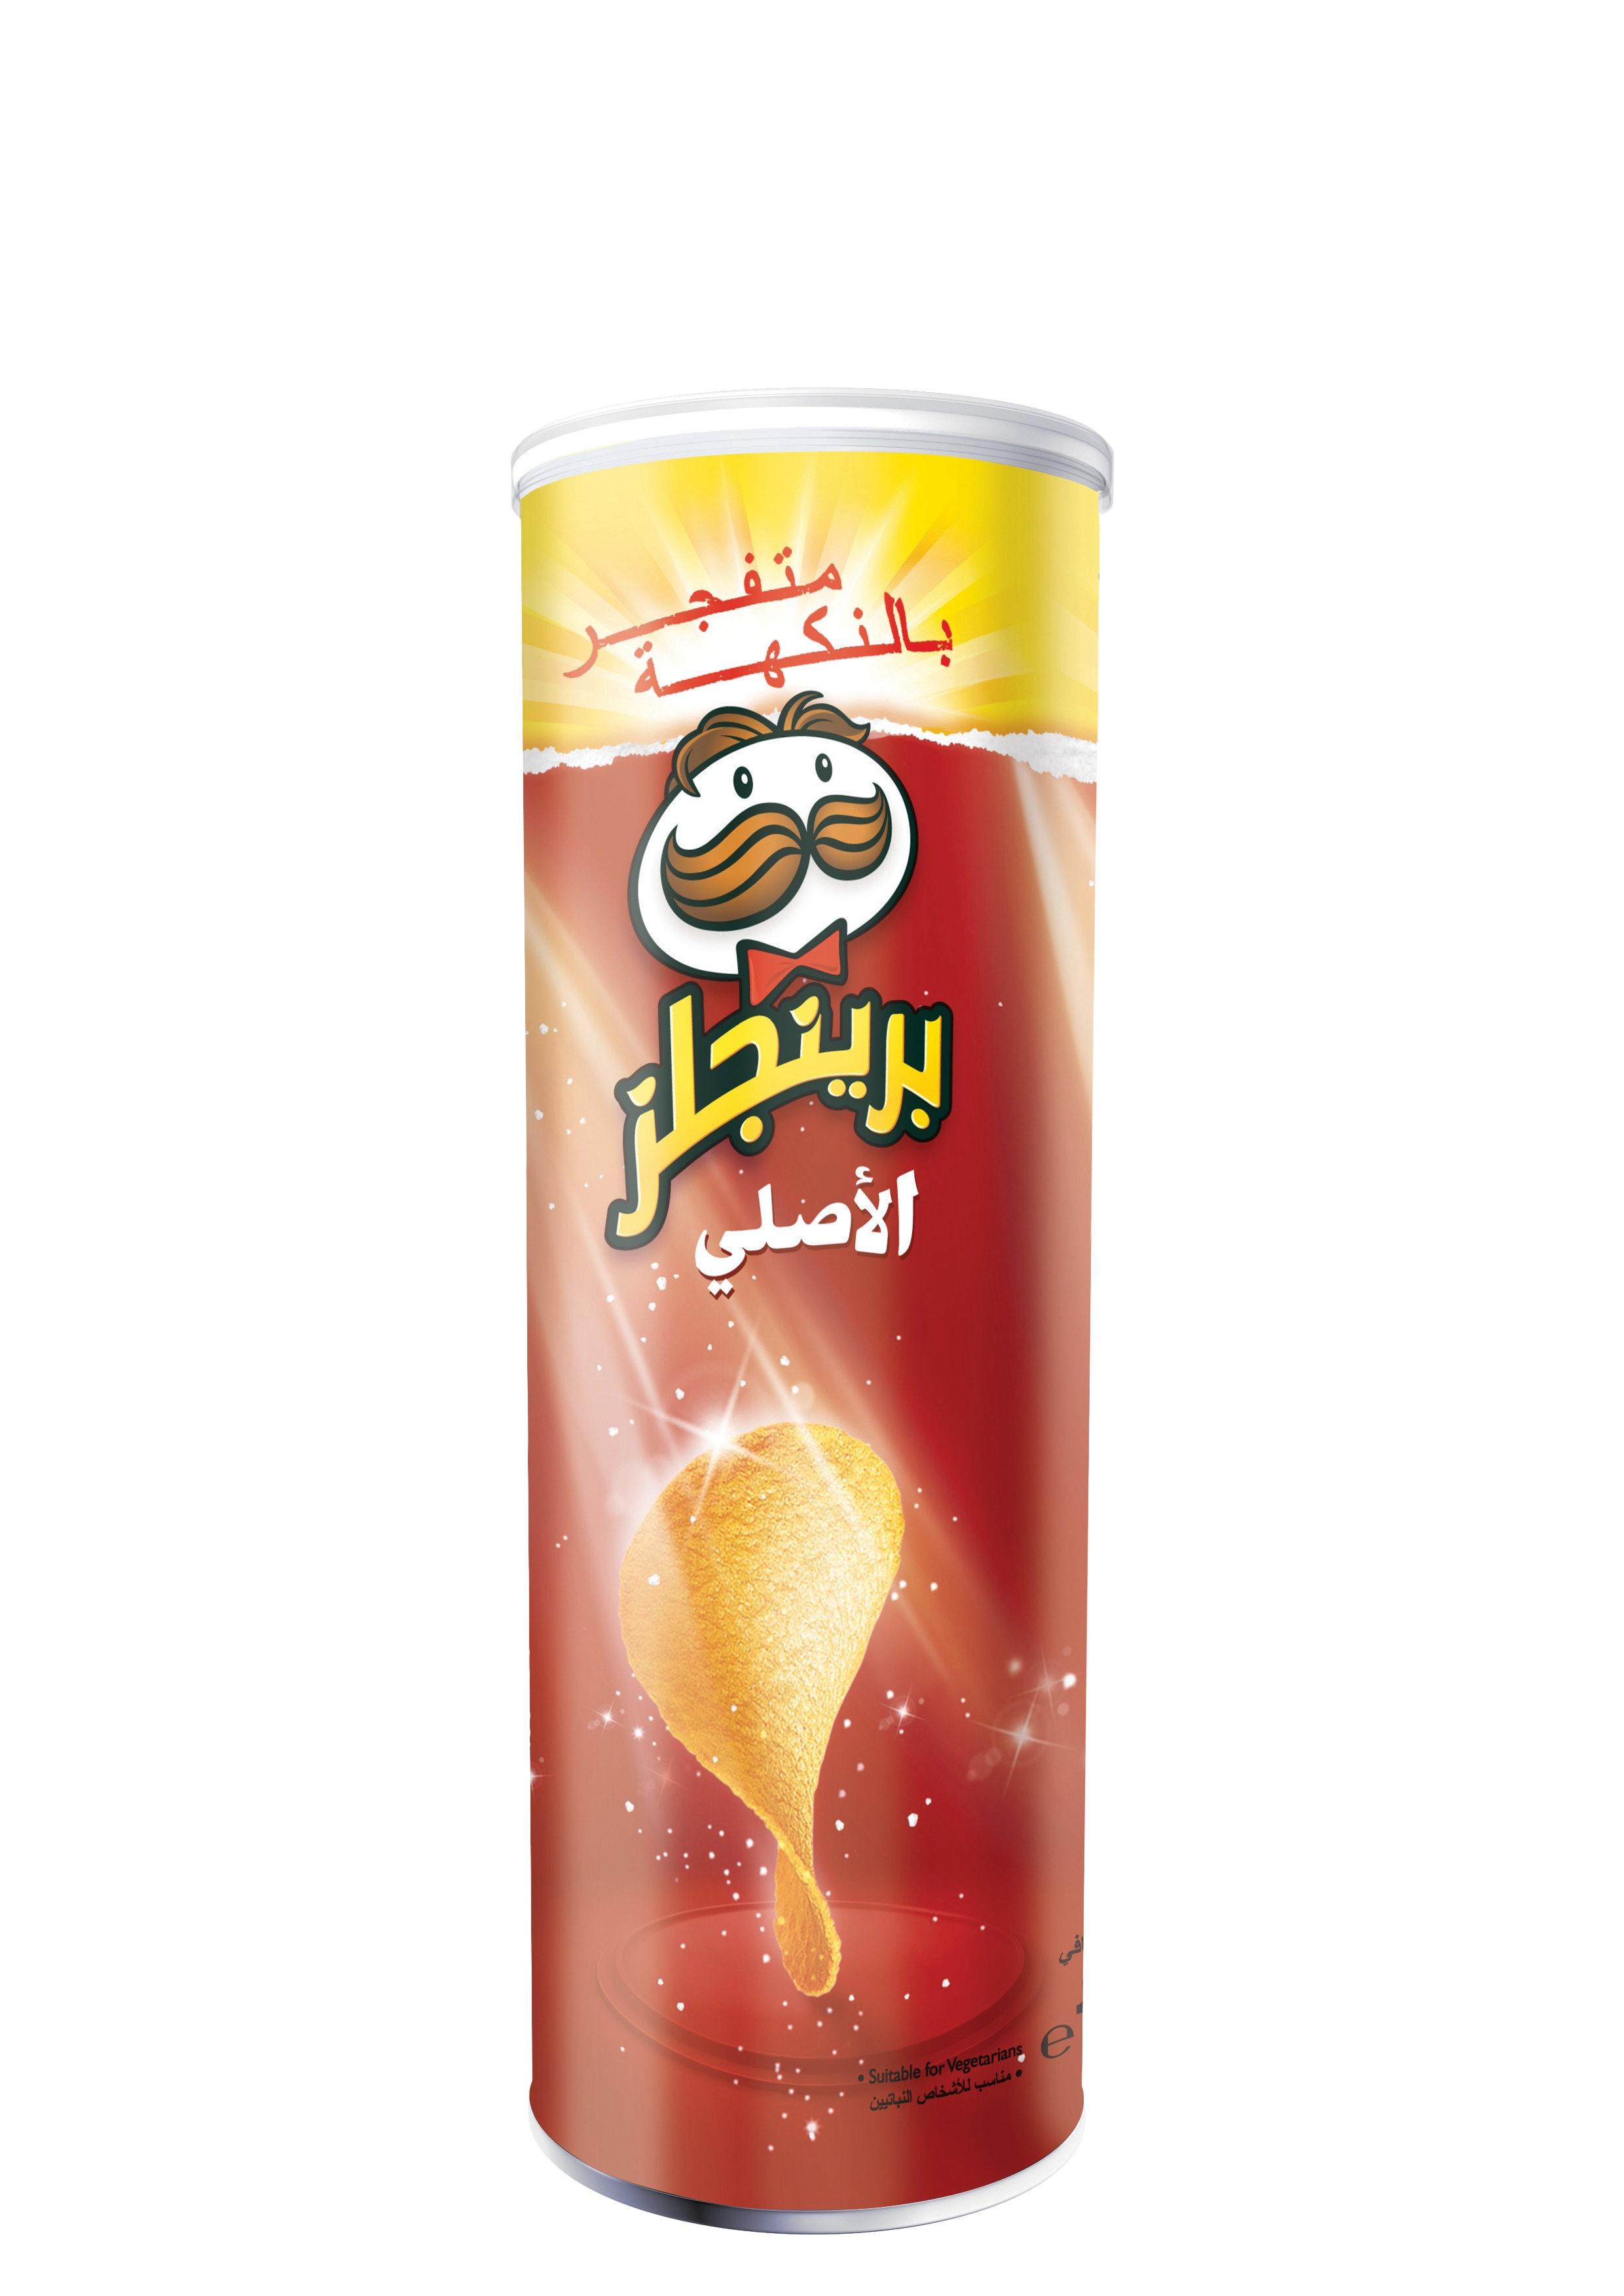 متفجر
بالنكهة
برينجلز
الأصلي
• Suitable for Vegetarians
• مناسب للأشخاص النباتيين
e